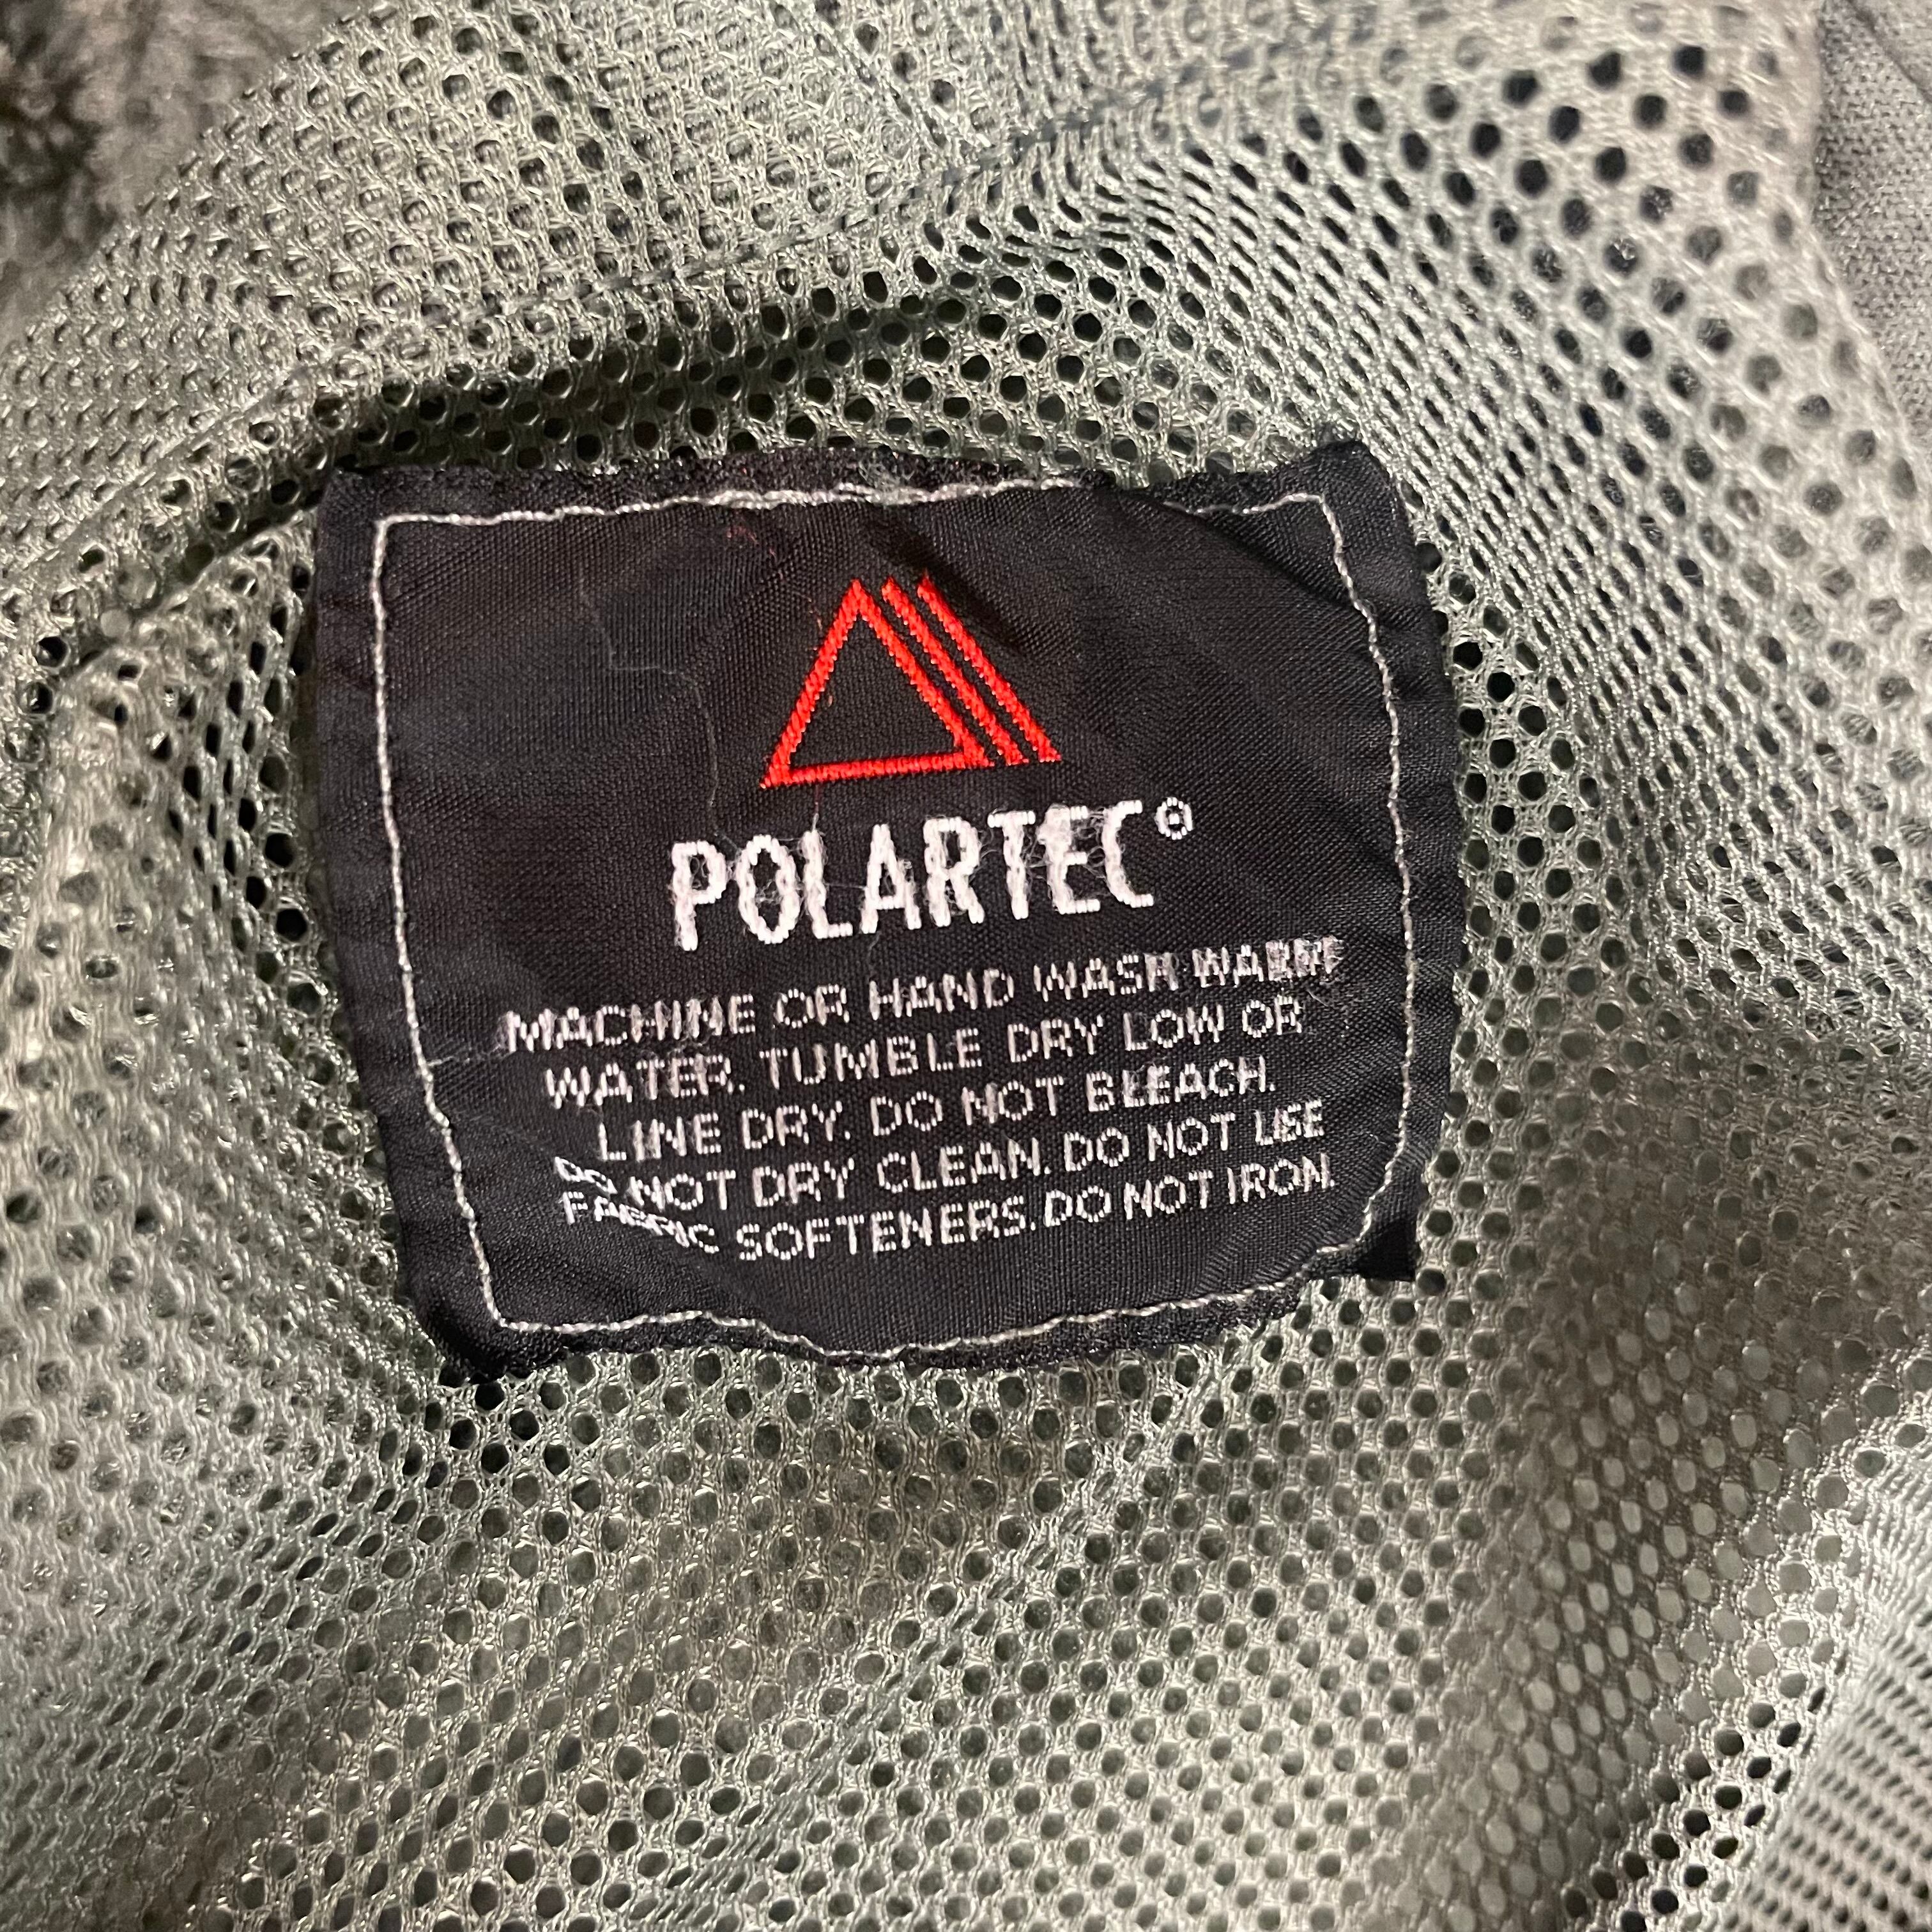 POLARTEC®
MACHINE OR HAND WASH WARM
WATER. TUMBLE DRY LOW OR
LINE DRY. DO NOT BLEACH.
DO NOT DRY CLEAN. DO NOT USE
FABRIC SOFTENERS. DO NOT IRON.